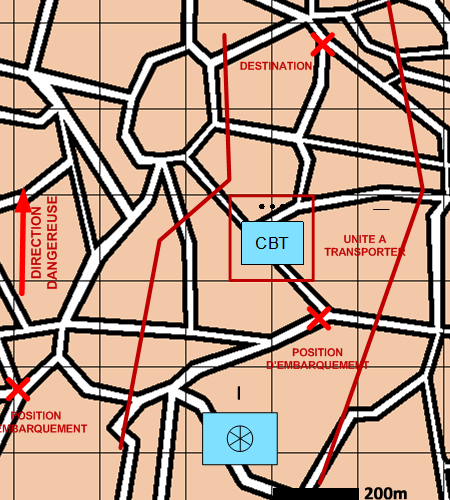 DESTINATION
DIRECTION
DANGEREUSE
CBT
UNITE A
TRANSPORTER
POSITION
D'EMBARQUEMENT
POSITION
EMBARQUEMENT
I
200m